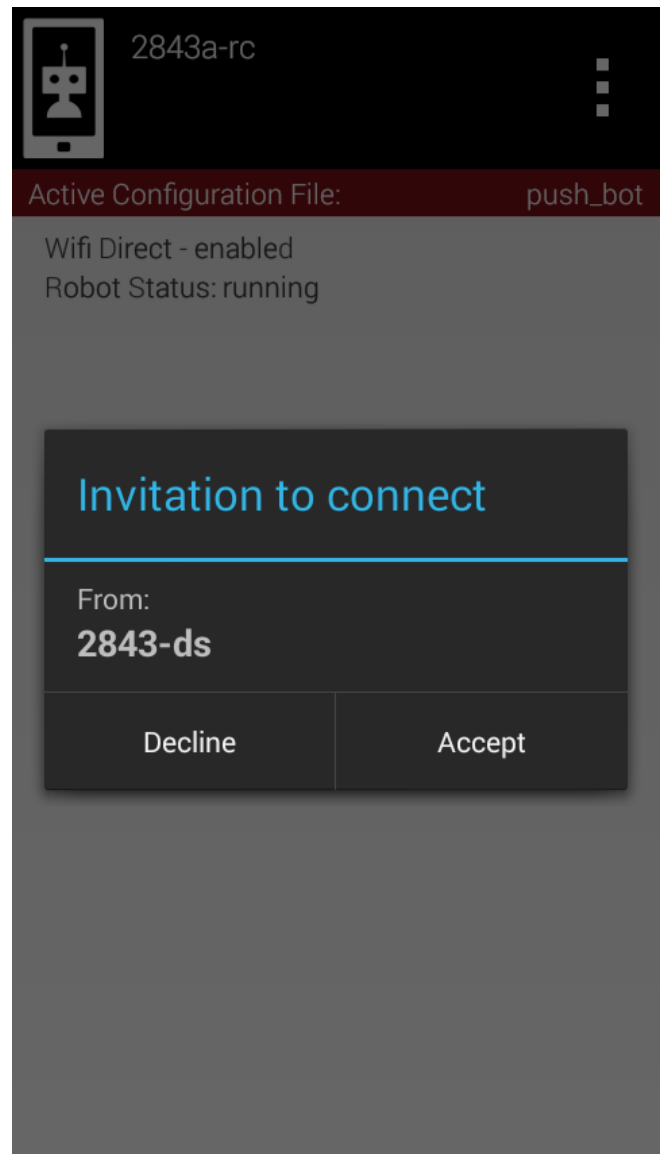 2843a-rc
Active Configuration File: push_bot
Wifi Direct - enabled
Robot Status: running
Invitation to connect
From:
2843-ds
Decline Accept